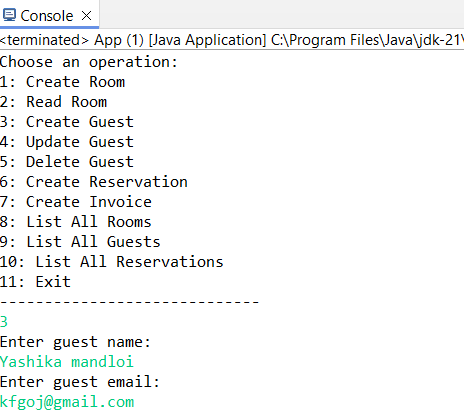 Console
<terminated> App (1) [Java Application] C:\Program Files\Java\jdk-21\
Choose an operation:
1: Create Room
2: Read Room
3: Create Guest
4: Update Guest
5: Delete Guest
6: Create Reservation
7: Create Invoice
8: List All Rooms
9: List All Guests
10: List All Reservations
11: Exit
-----------------------------
3
Enter guest name:
Yashika mandloi
Enter guest email:
kfgoj@gmail.com